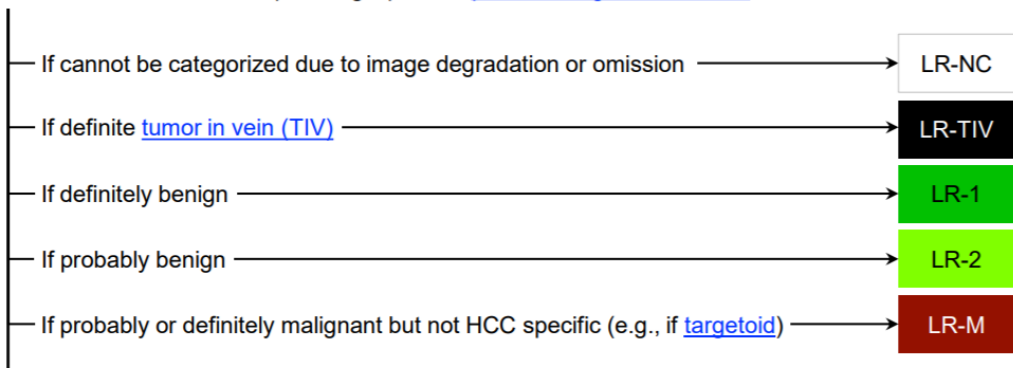 If cannot be categorized due to image degradation or omission LR-NC
If definite tumor in vein (TIV) LR-TIV
If definitely benign LR-1
If probably benign LR-2
If probably or definitely malignant but not HCC specific (e.g., if targetoid) LR-M